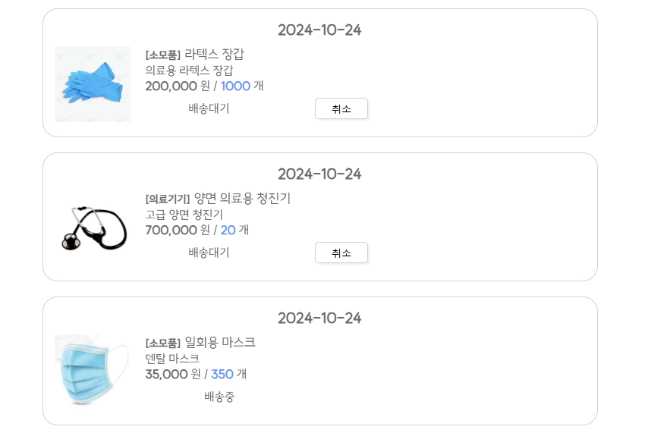 2024-10-24
[소모품] 라텍스 장갑
의료용 라텍스 장갑
200,000 원 / 1000 개
배송대기 취소
2024-10-24
[의료기기] 양면 의료용 청진기
고급 양면 청진기
700,000 원 / 20 개
배송대기 취소
2024-10-24
[소모품] 일회용 마스크
덴탈 마스크
35,000 원 / 350 개
배송중